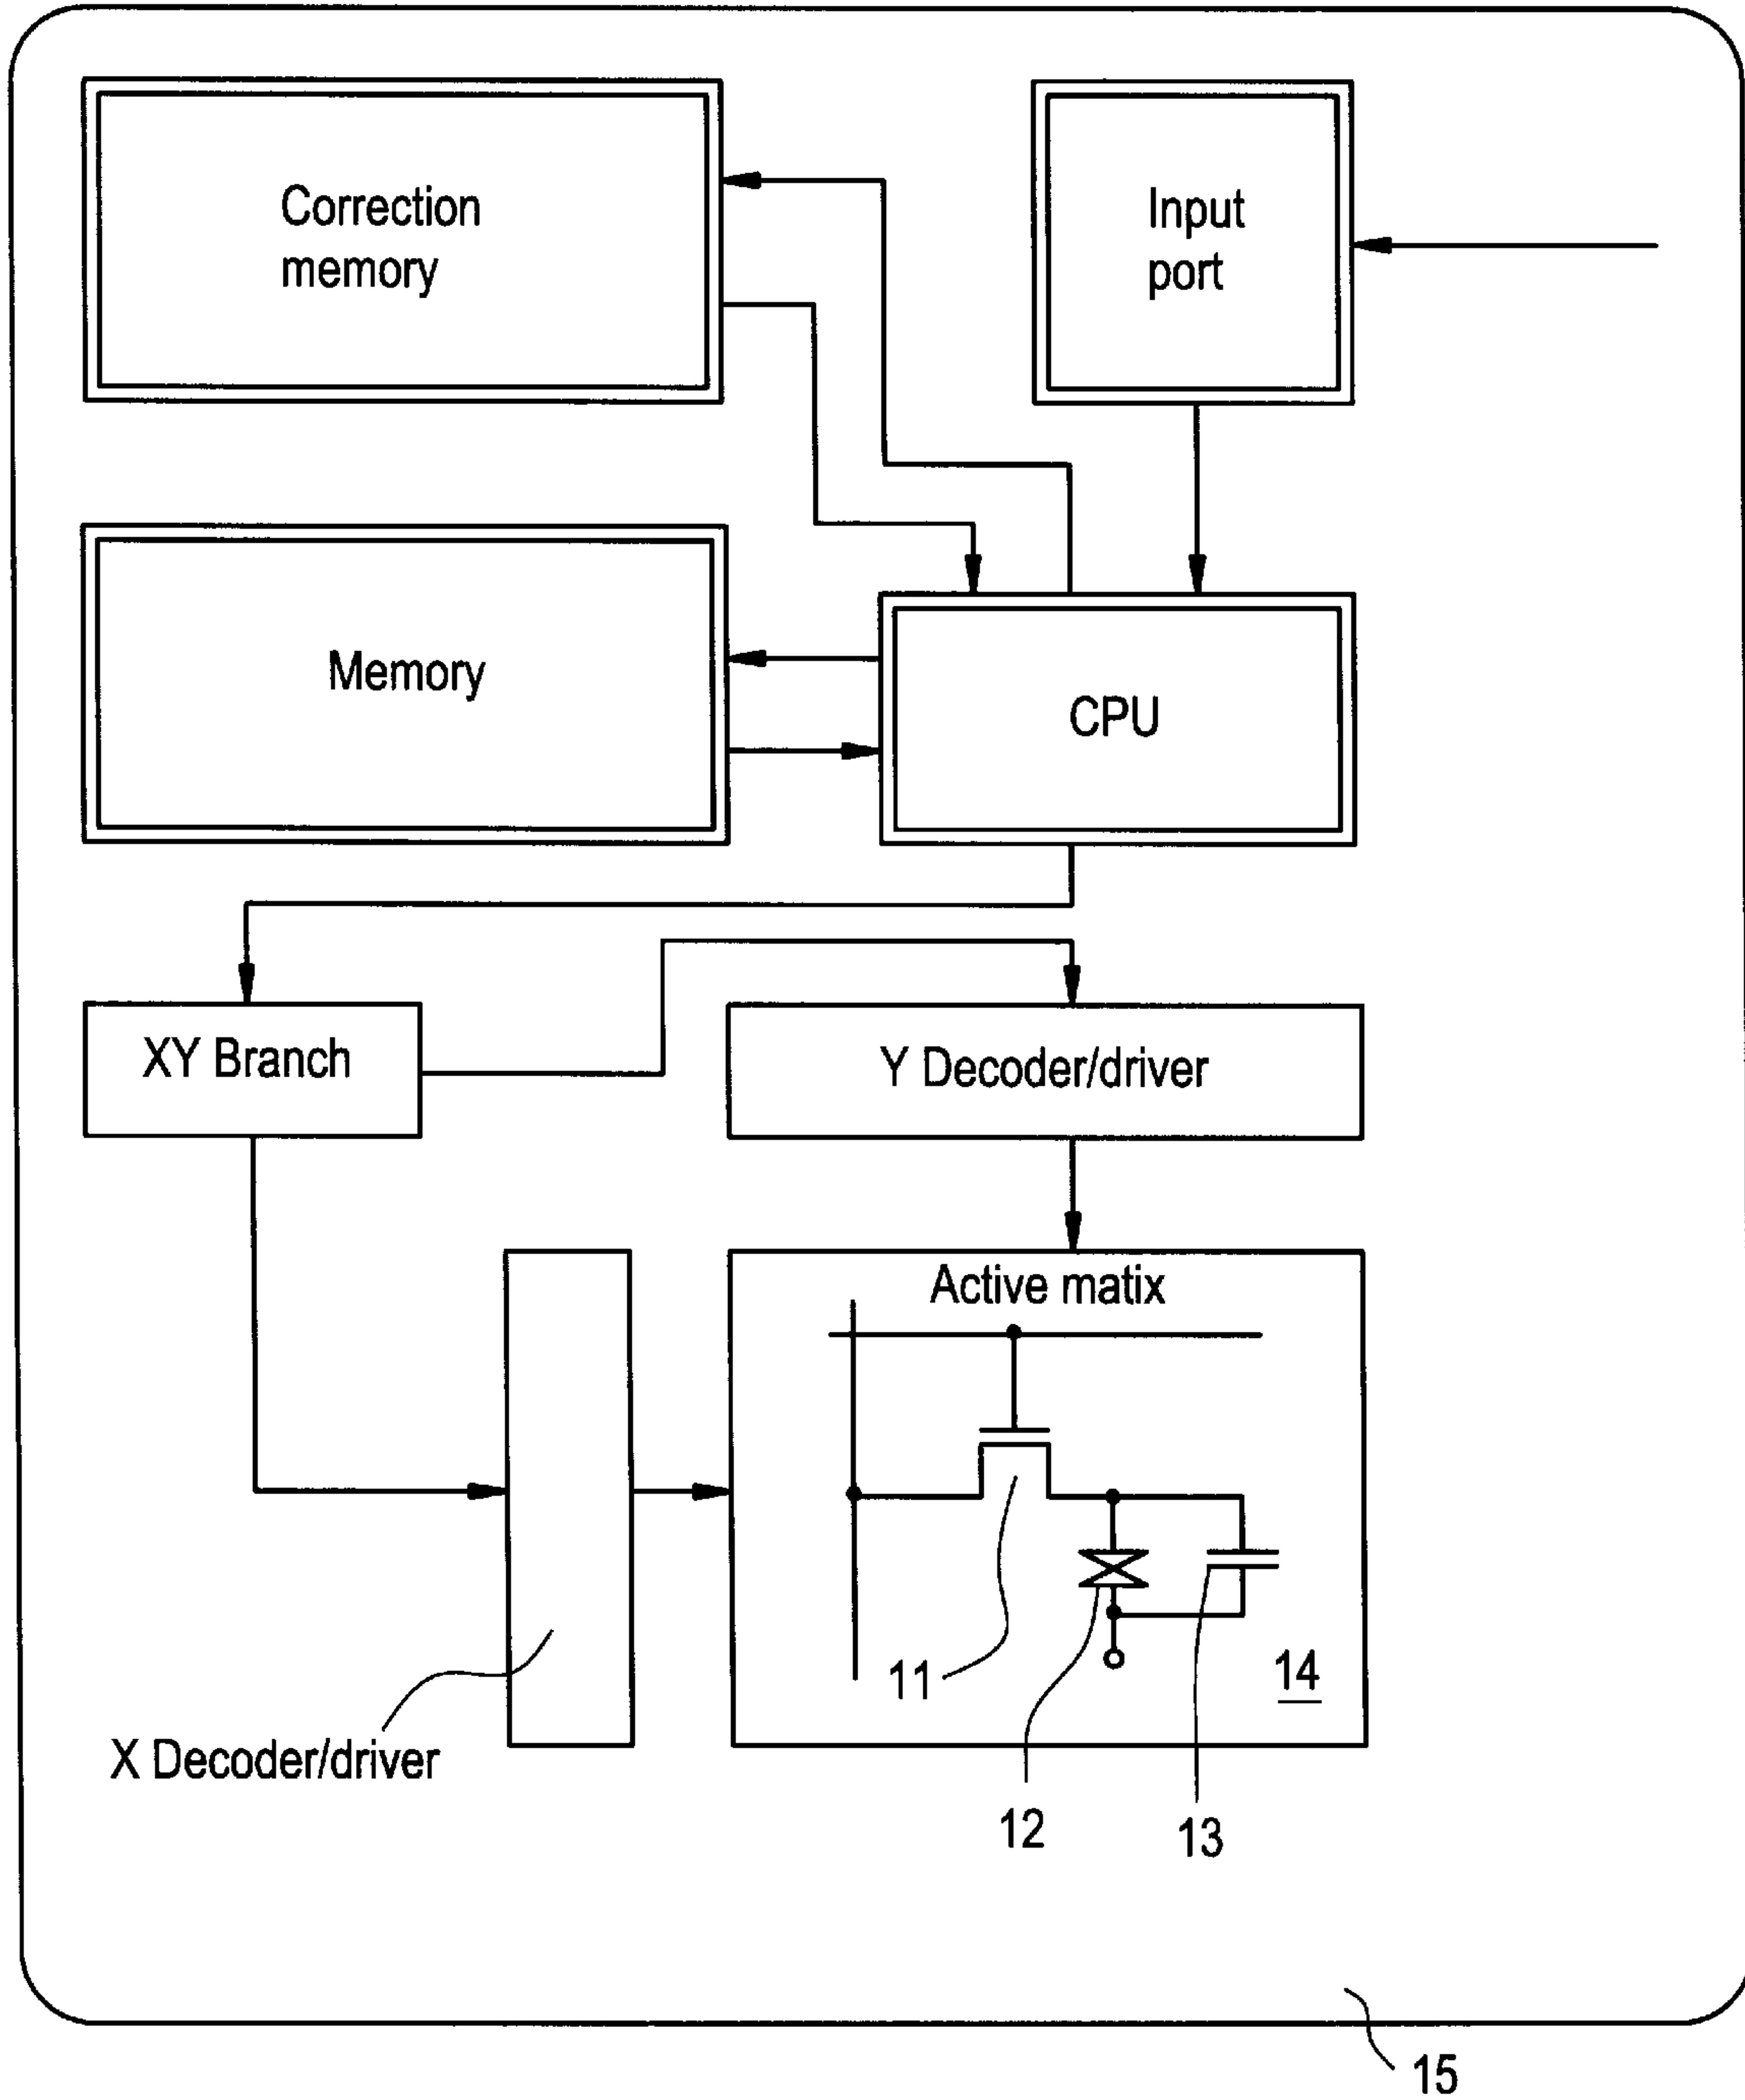 Correction
memory
Input
port
Memory
CPU
XY Branch
Y Decoder/driver
Active matix
11
14
X Decoder/driver
12
13
15